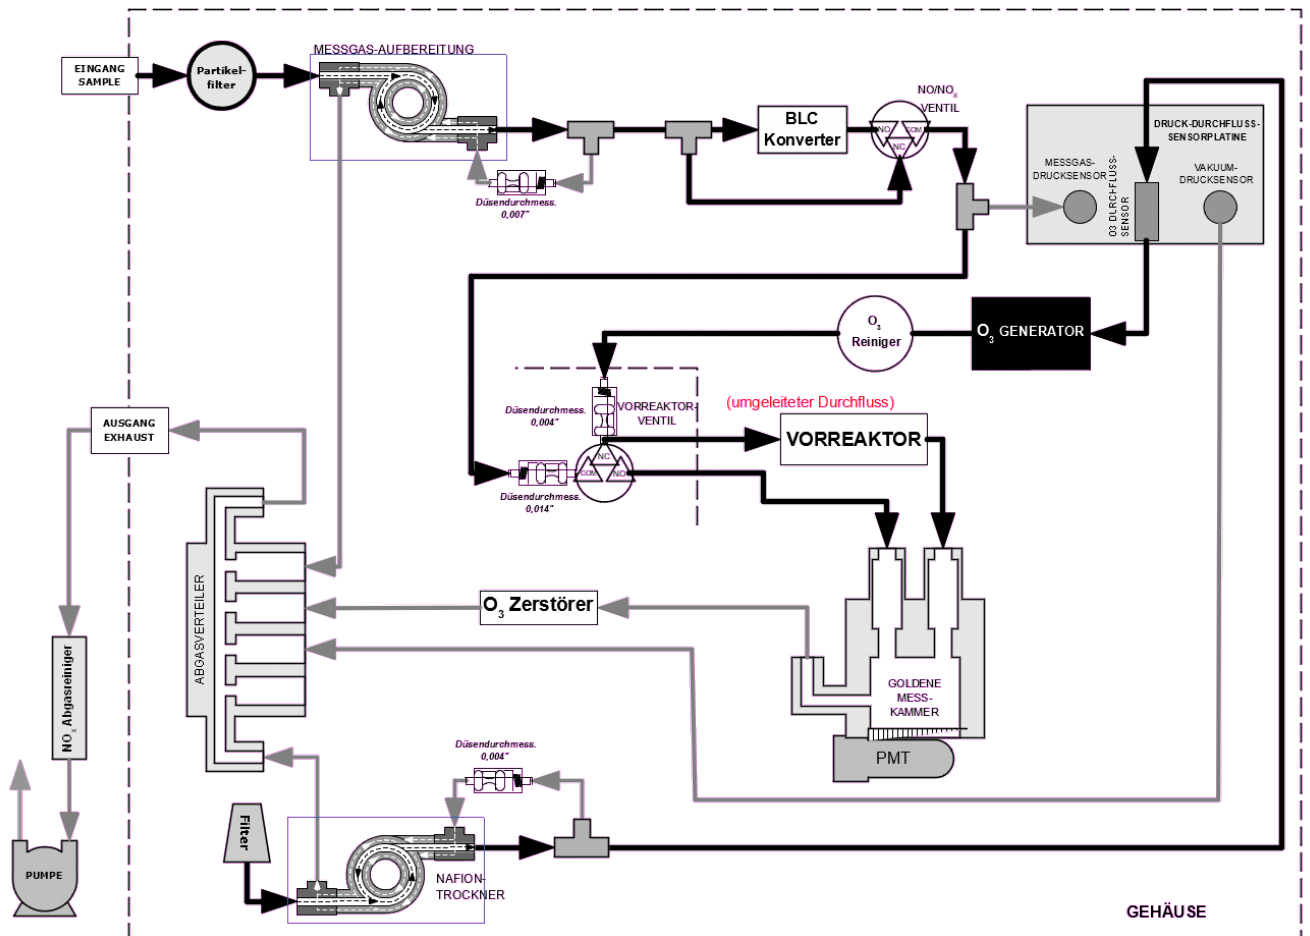 EINGANG
SAMPLE
Partikel-
filter
MESSGAS-AUFBEREITUNG
Düsendurchmess.
0,007"
BLC
Konverter
NO/NOx
VENTIL
NO
COM
NC
DRUCK-DURCHFLUSS-
SENSORPLATINE
MESSGAS-
DRUCKSENSOR
O3 DURCHFLUSS-
SENSOR
VAKUUM-
DRUCKSENSOR
O3 GENERATOR
O3
Reiniger
Düsendurchmess.
0,004"
VORREAKTOR-
VENTIL
(umgeleiteter Durchfluss)
VORREAKTOR
NC
COM
NO
Düsendurchmess.
0,014"
AUSGANG
EXHAUST
ABGASVERTEILER
O3 Zerstörer
GOLDENE
MESS-
KAMMER
PMT
NOx Abgasreiniger
PUMPE
Düsendurchmess.
0,004"
Filter
NAFION-
TROCKNER
GEHÄUSE